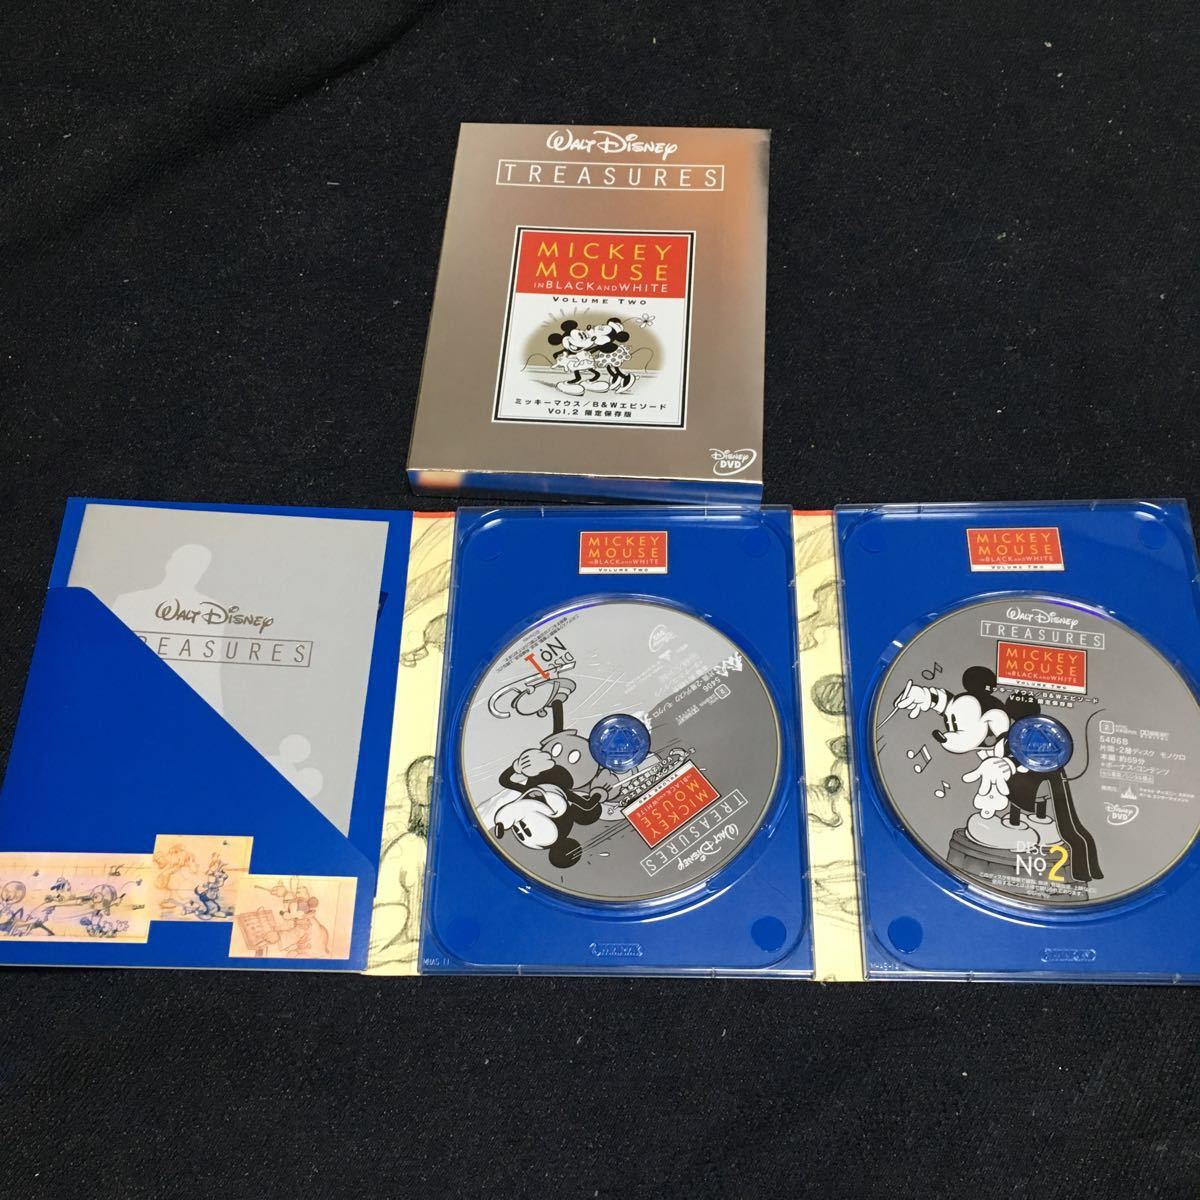 WALT DISNEY
TREASURES
MICKEY
MOUSE
IN BLACK AND WHITE
VOLUME TWO
ミッキーマウス/B&Wエピソード
Vol.2 限定保存版
DISNEY
DVD
WALT DISNEY
TREASURES
MICKEY
MOUSE
IN BLACK AND WHITE
VOLUME TWO
DISC
No.1
WALT DISNEY
TREASURES
MICKEY
MOUSE
IN BLACK AND WHITE
VOLUME TWO
MICKEY
MOUSE
IN BLACK AND WHITE
VOLUME TWO
WALT DISNEY
TREASURES
MICKEY
MOUSE
IN BLACK AND WHITE
VOLUME TWO
ミッキーマウス/B&Wエピソード
Vol.2 限定保存版
片面・2層ディスク モノクロ
本編:約69分
+ボーナス・コンテンツ
DISNEY
DVD
DISC
No.2